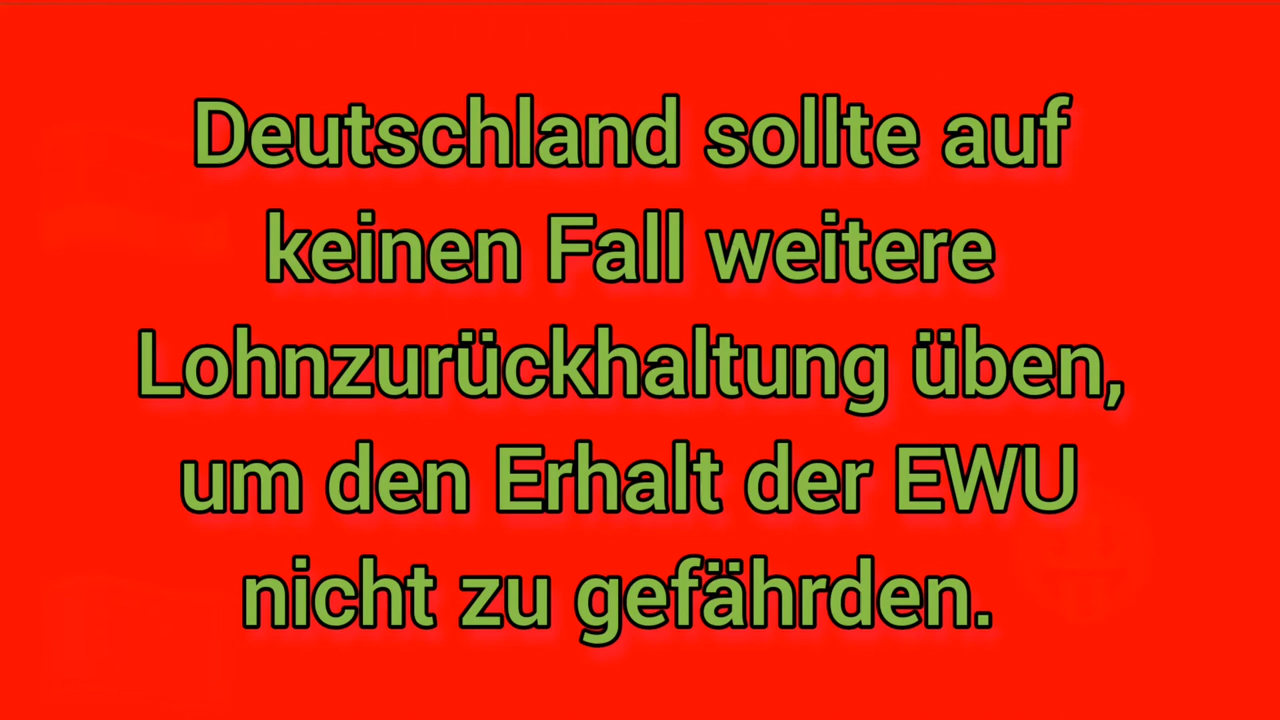 Deutschland sollte auf
keinen Fall weitere
Lohnzurückhaltung üben,
um den Erhalt der EWU
nicht zu gefährden.